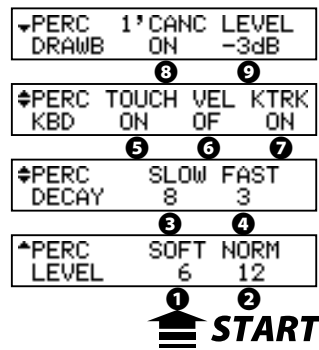 PERC 1'CANC LEVEL
DRAWB ON -3dB
8 9
PERC TOUCH VEL KTRK
KBD ON OF ON
5 6 7
PERC SLOW FAST
DECAY 8 3
3 4
PERC SOFT NORM
LEVEL 6 12
1 2
START